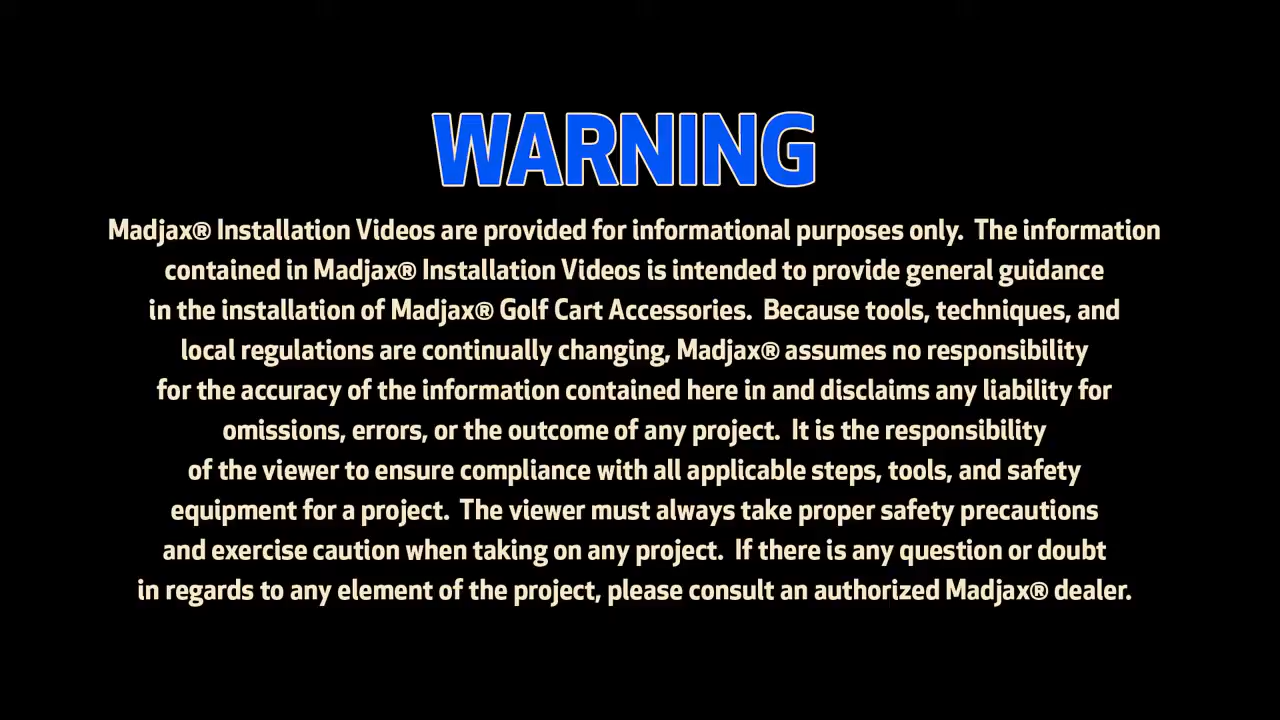 WARNING
Madjax® Installation Videos are provided for informational purposes only.  The information
contained in Madjax® Installation Videos is intended to provide general guidance
in the installation of Madjax® Golf Cart Accessories.  Because tools, techniques, and
local regulations are continually changing, Madjax® assumes no responsibility
for the accuracy of the information contained here in and disclaims any liability for
omissions, errors, or the outcome of any project.  It is the responsibility
of the viewer to ensure compliance with all applicable steps, tools, and safety
equipment for a project.  The viewer must always take proper safety precautions
and exercise caution when taking on any project.  If there is any question or doubt
in regards to any element of the project, please consult an authorized Madjax® dealer.